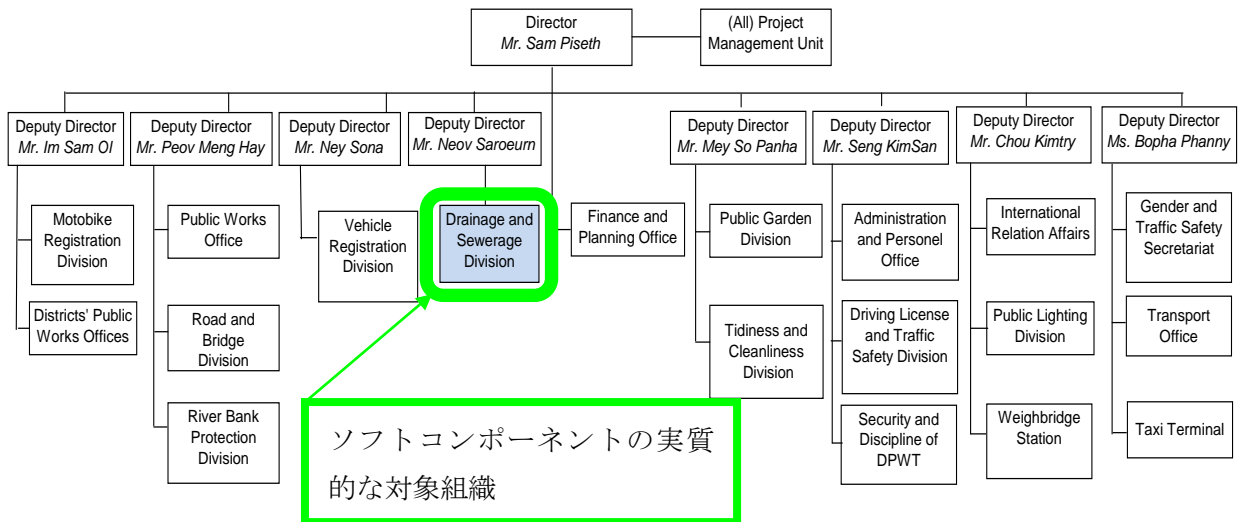 Director
Mr. Sam Piseth
(All) Project
Management Unit
Deputy Director
Mr. Im Sam Ol
Deputy Director
Mr. Peov Meng Hay
Deputy Director
Mr. Ney Sona
Deputy Director
Mr. Neov Saroeurn
Deputy Director
Mr. Mey So Panha
Deputy Director
Mr. Seng KimSan
Deputy Director
Mr. Chou Kimtry
Deputy Director
Ms. Bopha Phanny
Motobike
Registration
Division
Public Works
Office
Vehicle
Registration
Division
Drainage and
Sewerage
Division
Finance and
Planning Office
Public Garden
Division
Administration
and Personel
Office
International
Relation Affairs
Gender and
Traffic Safety
Secretariat
Districts' Public
Works Offices
Road and
Bridge
Division
Tidiness and
Cleanliness
Division
Driving License
and Traffic
Safety Division
Public Lighting
Division
Transport
Office
River Bank
Protection
Division
ソフトコンポーネントの実質
的な対象組織
Security and
Discipline of
DPWT
Weighbridge
Station
Taxi Terminal